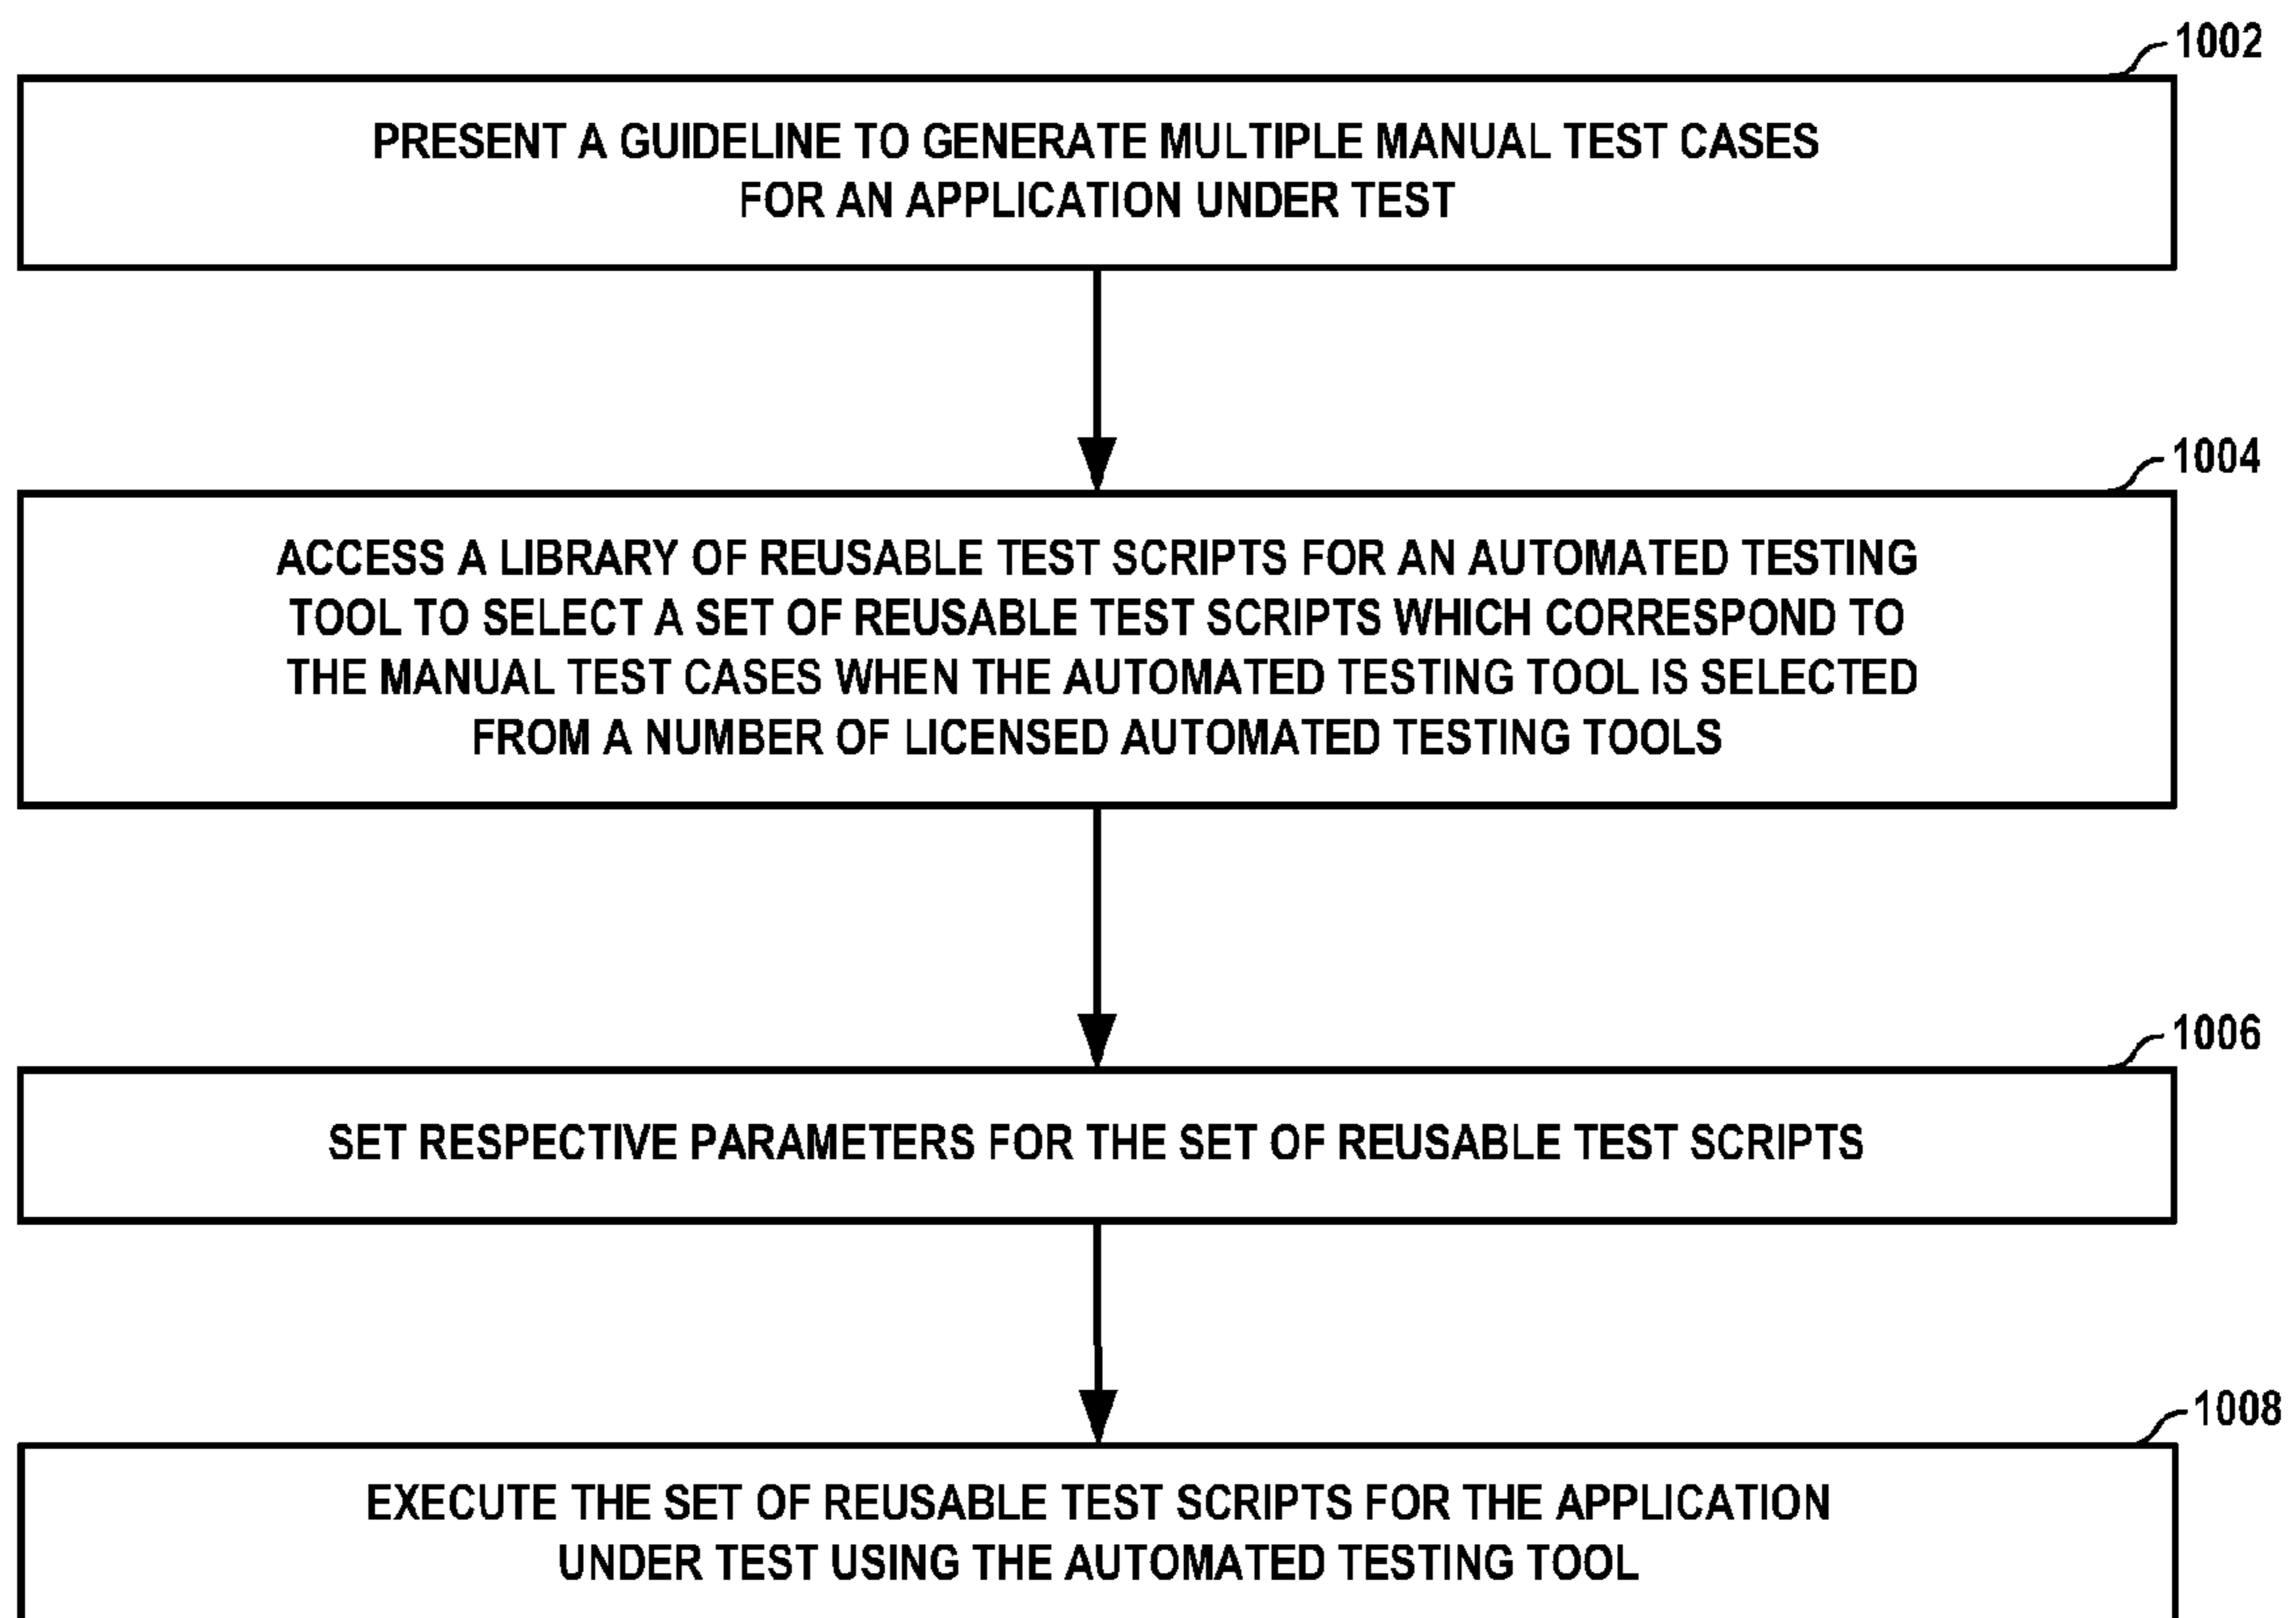 1002
PRESENT A GUIDELINE TO GENERATE MULTIPLE MANUAL TEST CASES
FOR AN APPLICATION UNDER TEST
1004
ACCESS A LIBRARY OF REUSABLE TEST SCRIPTS FOR AN AUTOMATED TESTING
TOOL TO SELECT A SET OF REUSABLE TEST SCRIPTS WHICH CORRESPOND TO
THE MANUAL TEST CASES WHEN THE AUTOMATED TESTING TOOL IS SELECTED
FROM A NUMBER OF LICENSED AUTOMATED TESTING TOOLS
1006
SET RESPECTIVE PARAMETERS FOR THE SET OF REUSABLE TEST SCRIPTS
1008
EXECUTE THE SET OF REUSABLE TEST SCRIPTS FOR THE APPLICATION
UNDER TEST USING THE AUTOMATED TESTING TOOL